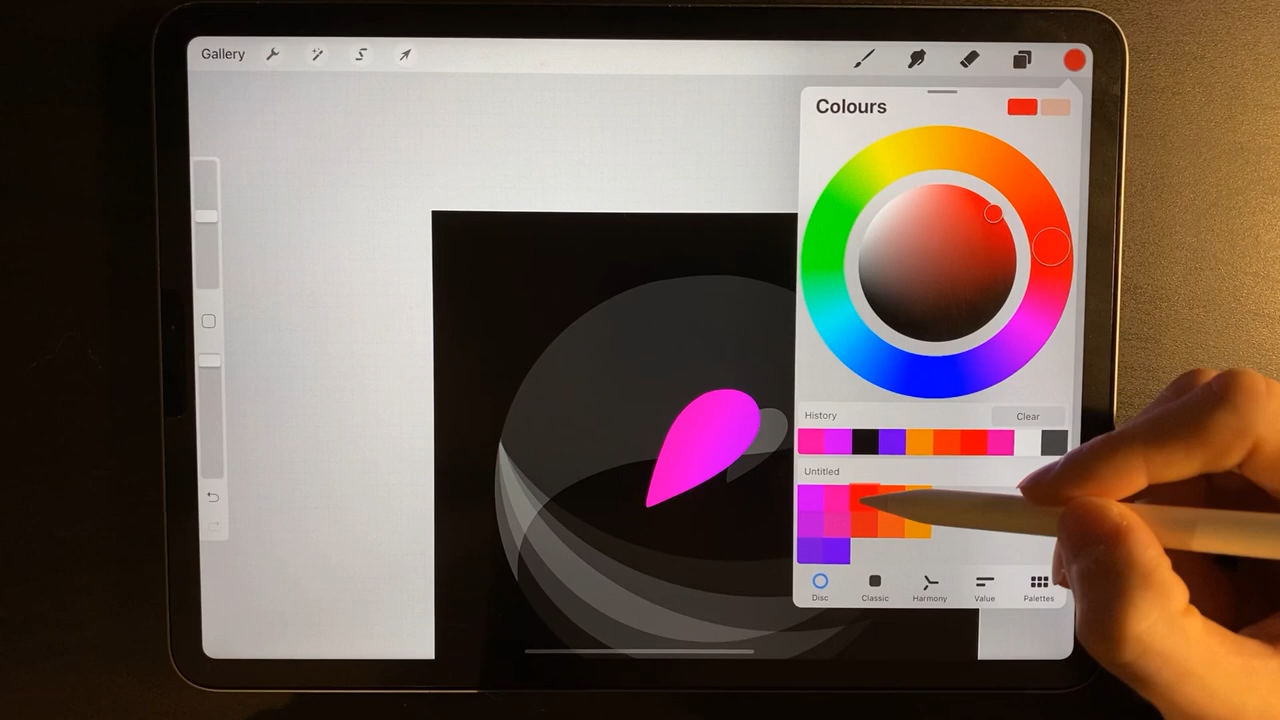 Gallery
Colours
History
Clear
Untitled
Disc
Classic
Harmony
Value
Palettes